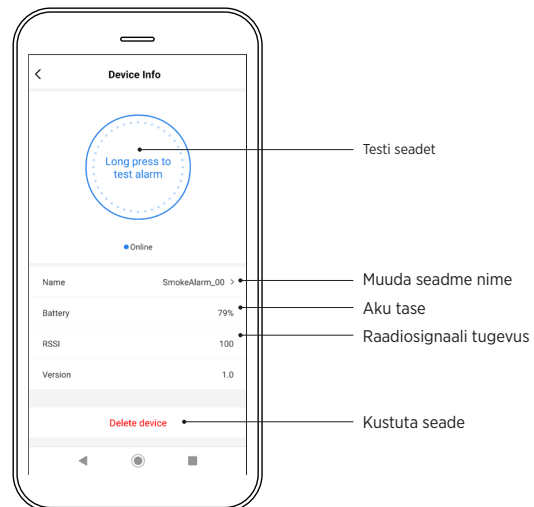 Device Info
Long press to
test alarm
Testi seadet
Online
Name
SmokeAlarm_00 >
Muuda seadme nime
Battery
79%
Aku tase
RSSI
100
Raadiosignaali tugevus
Version
1.0
Delete device
Kustuta seade